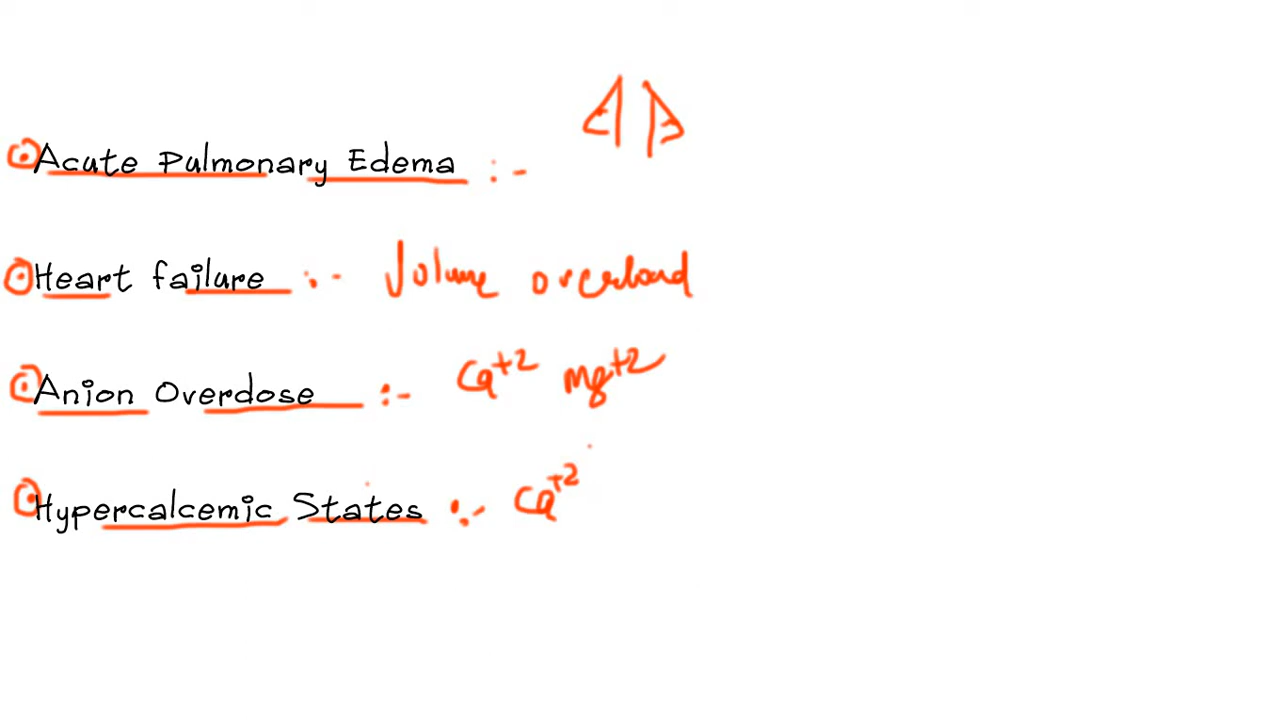 Acute Pulmonary Edema :-
Heart failure :- Volume overload
Anion Overdose :- Ca+2 Mg+2
Hypercalcemic States :- Ca+2